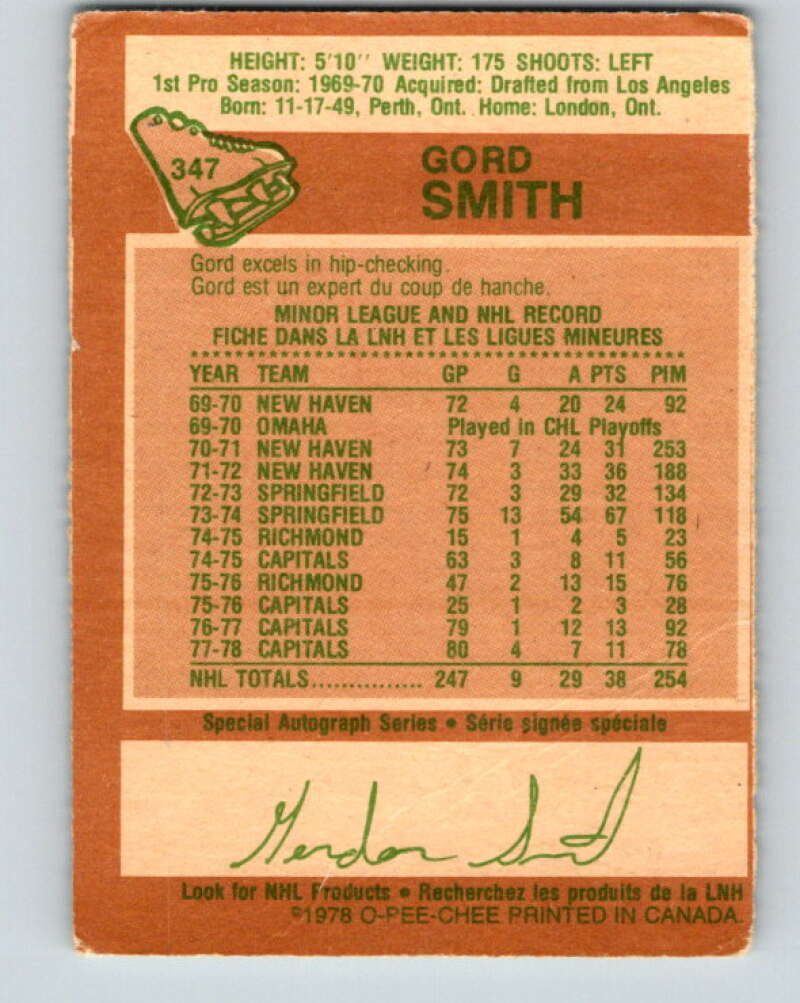 HEIGHT: 5'10'' WEIGHT: 175 SHOOTS: LEFT
1st Pro Season: 1969-70 Acquired: Drafted from Los Angeles
Born: 11-17-49, Perth, Ont. Home: London, Ont.
347
GORD
SMITH
Gord excels in hip-checking.
Gord est un expert du coup de hanche.
MINOR LEAGUE AND NHL RECORD
FICHE DANS LA LNH ET LES LIGUES MINEURES
YEAR TEAM GP G A PTS PIM
69-70 NEW HAVEN 72 4 20 24 92
69-70 OMAHA Played in CHL Playoffs
70-71 NEW HAVEN 73 7 24 31 253
71-72 NEW HAVEN 74 3 33 36 188
72-73 SPRINGFIELD 72 3 29 32 134
73-74 SPRINGFIELD 75 13 54 67 118
74-75 RICHMOND 15 1 4 5 23
74-75 CAPITALS 63 3 8 11 56
75-76 RICHMOND 47 2 13 15 76
75-76 CAPITALS 25 1 2 3 28
76-77 CAPITALS 79 1 12 13 92
77-78 CAPITALS 80 4 7 11 78
NHL TOTALS............... 247 9 29 38 254
Special Autograph Series • Série signée spéciale
Gordon Smith
Look for NHL Products • Recherchez les produits de la LNH
©1978 O-PEE-CHEE PRINTED IN CANADA.